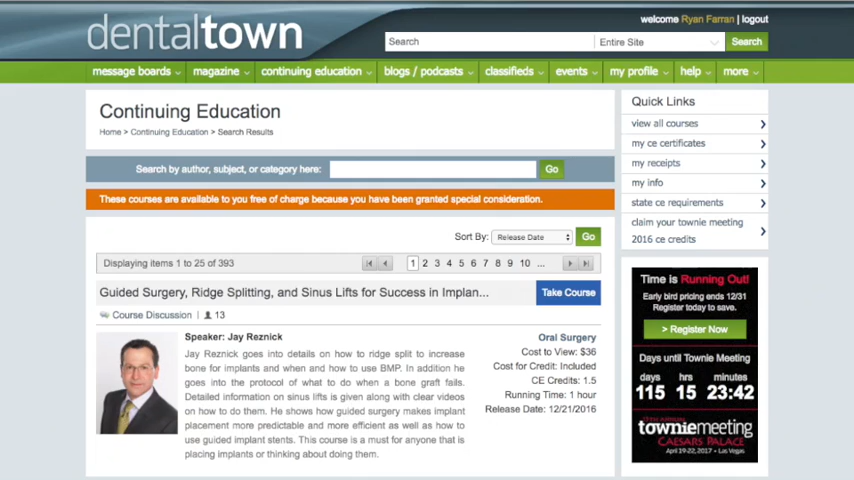 dentaltown
welcome Ryan Farran | logout
Search
Entire Site
Search
message boards
magazine
continuing education
blogs / podcasts
classifieds
events
my profile
help
more
Continuing Education
Home > Continuing Education > Search Results
Search by author, subject, or category here:
Go
These courses are available to you free of charge because you have been granted special consideration.
Sort By: Release Date Go
Displaying items 1 to 25 of 393
1 2 3 4 5 6 7 8 9 10 ...
Guided Surgery, Ridge Splitting, and Sinus Lifts for Success in Implan...
Take Course
Course Discussion | 13
Speaker: Jay Reznick
Jay Reznick goes into details on how to ridge split to increase
bone for implants and when and how to use BMP. In addition he
goes into the protocol of what to do when a bone graft fails.
Detailed information on sinus lifts is given along with clear videos
on how to do them. He shows how guided surgery makes implant
placement more predictable and more efficient as well as how to
use guided implant stents. This course is a must for anyone that is
placing implants or thinking about doing them.
Oral Surgery
Cost to View: $36
Cost for Credit: Included
CE Credits: 1.5
Running Time: 1 hour
Release Date: 12/21/2016
Quick Links
view all courses
my ce certificates
my receipts
my info
state ce requirements
claim your townie meeting
2016 ce credits
Time is Running Out!
Early bird pricing ends 12/31
Register today to save.
> Register Now
Days until Townie Meeting
days hrs minutes
115 15 23:42
towniemeeting
CAESARS PALACE
April 19-22, 2017 • Las Vegas